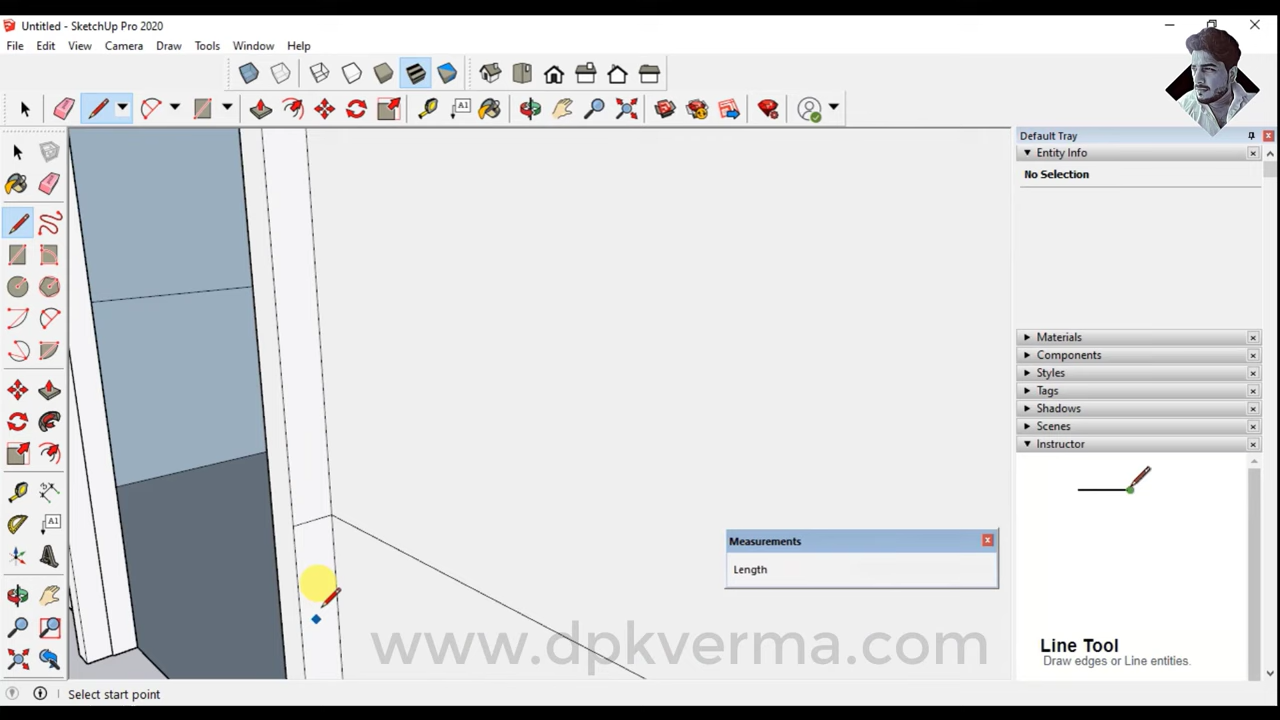 Untitled - SketchUp Pro 2020
File Edit View Camera Draw Tools Window Help
A1
Default Tray
Entity Info
No Selection
A1
Materials
Components
Styles
Tags
Shadows
Scenes
Instructor
Measurements
Length
www.dpkverma.com
Line Tool
Draw edges or Line entities.
Select start point